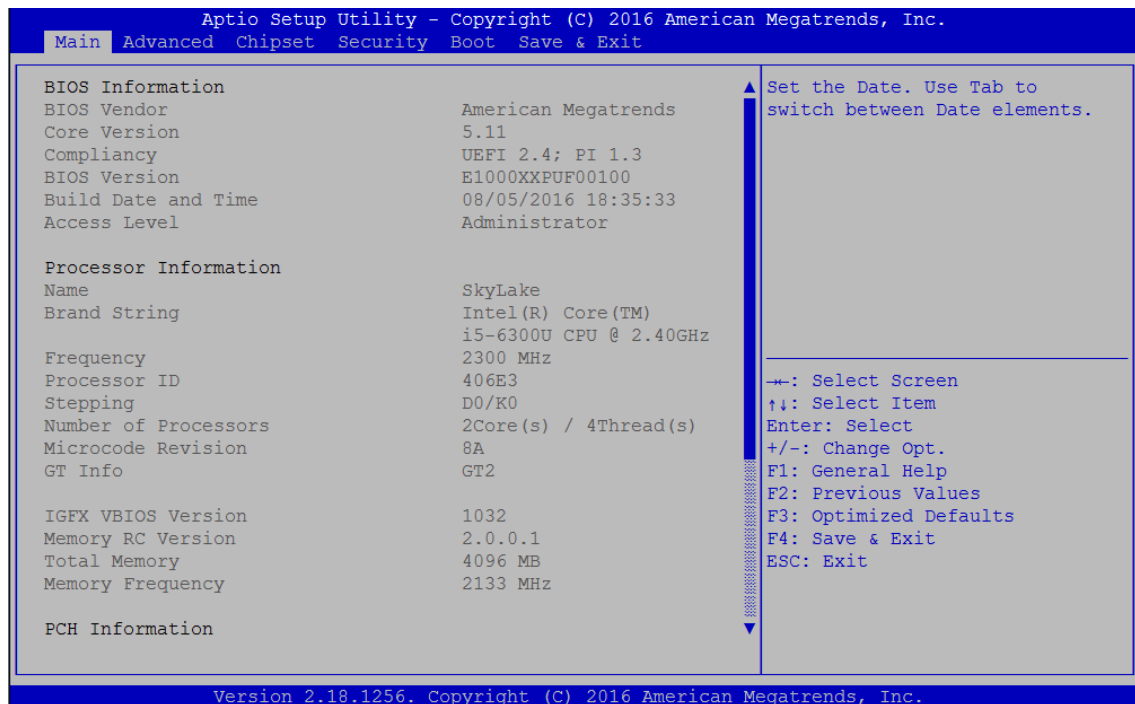 Aptio Setup Utility – Copyright (C) 2016 American Megatrends, Inc.
Main Advanced Chipset Security Boot Save & Exit
BIOS Information
BIOS Vendor American Megatrends
Core Version 5.11
Compliancy UEFI 2.4; PI 1.3
BIOS Version E1000XXPUF00100
Build Date and Time 08/05/2016 18:35:33
Access Level Administrator
Processor Information
Name SkyLake
Brand String Intel(R) Core(TM)
i5-6300U CPU @ 2.40GHz
Frequency 2300 MHz
Processor ID 406E3
Stepping D0/K0
Number of Processors 2Core(s) / 4Thread(s)
Microcode Revision 8A
GT Info GT2
IGFX VBIOS Version 1032
Memory RC Version 2.0.0.1
Total Memory 4096 MB
Memory Frequency 2133 MHz
PCH Information
Set the Date. Use Tab to
switch between Date elements.
→←: Select Screen
↑↓: Select Item
Enter: Select
+/-: Change Opt.
F1: General Help
F2: Previous Values
F3: Optimized Defaults
F4: Save & Exit
ESC: Exit
Version 2.18.1256. Copyright (C) 2016 American Megatrends, Inc.